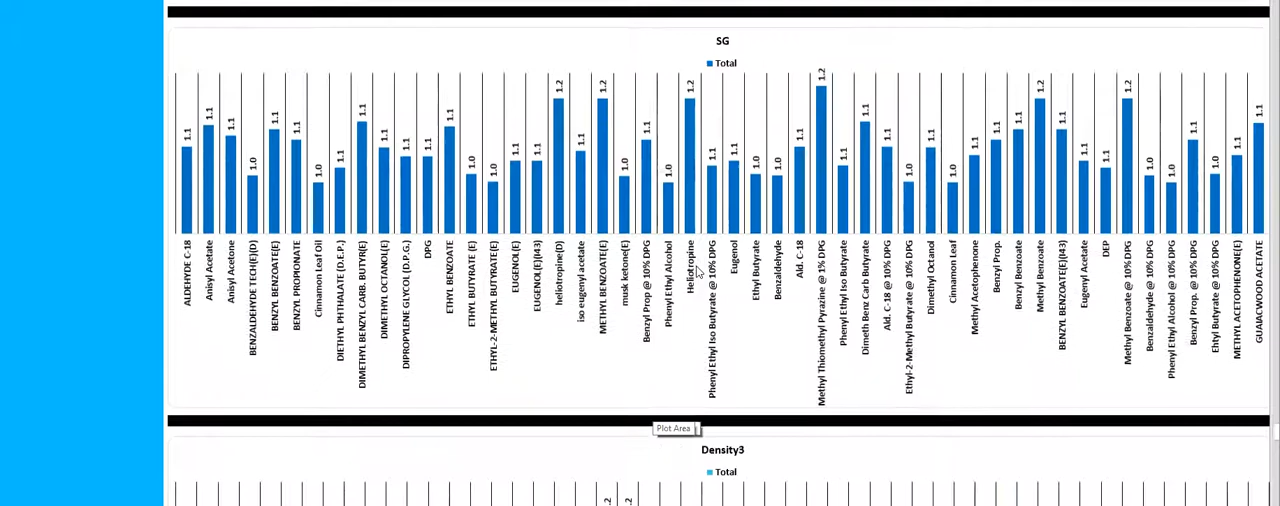 SG
Total
1.1 1.1 1.1 1.0 1.1 1.1 1.0 1.1 1.1 1.1 1.1 1.1 1.1 1.0 1.0 1.1 1.1 1.2 1.1 1.2 1.0 1.1 1.0 1.2 1.1 1.1 1.0 1.0 1.1 1.2 1.1 1.1 1.1 1.0 1.1 1.0 1.1 1.1 1.1 1.2 1.1 1.1 1.1 1.2 1.0 1.0 1.1 1.0 1.1 1.1
ALDEHYDE C-18
Anisyl Acetate
Anisyl Acetone
BENZALDEHYDE TECH(E)(D)
BENZYL BENZOATE(E)
BENZYL PROPIONATE
Cinnamon Leaf Oil
DIETHYL PHTHALATE (D.E.P.)
DIMETHYL BENZYL CARB. BUTYR(E)
DIMETHYL OCTANOL(E)
DIPROPYLENE GLYCOL (D.P.G.)
DPG
ETHYL BENZOATE
ETHYL BUTYRATE (E)
ETHYL-2-METHYL BUTYRATE(E)
EUGENOL(E)
EUGENOL(E)(I43)
heliotropine(D)
iso eugenyl acetate
METHYL BENZOATE(E)
musk ketone(E)
Benzyl Prop @ 10% DPG
Phenyl Ethyl Alcohol
Heliotropine
Phenyl Ethyl Iso Butyrate @ 10% DPG
Eugenol
Ethyl Butyrate
Benzaldehyde
Ald. C-18
Methyl Thiomethyl Pyrazine @ 1% DPG
Phenyl Ethyl Iso Butyrate
Dimeth Benz Carb Butyrate
Ald. C-18 @ 10% DPG
Ethyl-2-Methyl Butyrate @ 10% DPG
Dimethyl Octanol
Cinnamon Leaf
Methyl Acetophenone
Benzyl Prop.
Benzyl Benzoate
Methyl Benzoate
BENZYL BENZOATE(E)(I43)
Eugenyl Acetate
DEP
Methyl Benzoate @ 10% DPG
Benzaldehyde @ 10% DPG
Phenyl Ethyl Alcohol @ 10% DPG
Benzyl Prop. @ 10% DPG
Ehtyl Butyrate @ 10% DPG
METHYL ACETOPHENONE(E)
GUAIACWOOD ACETATE
Plot Area
Density3
Total
.2 .2